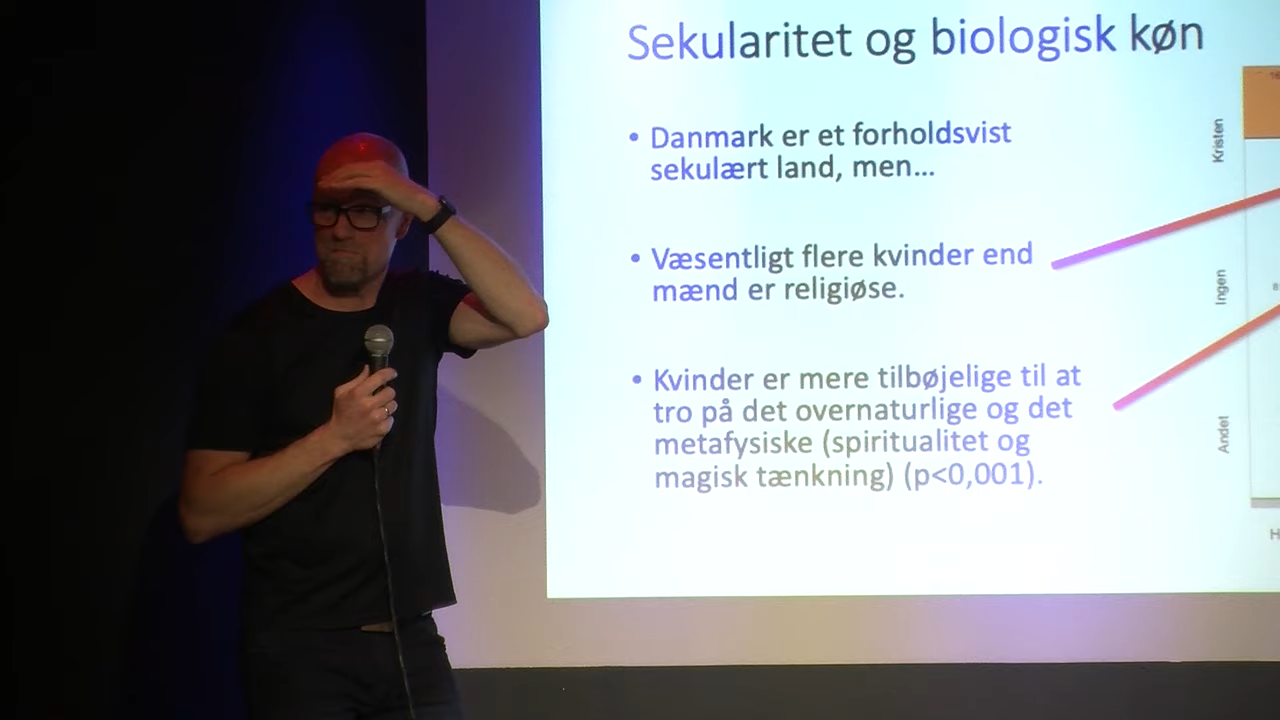 Sekularitet og biologisk køn
• Danmark er et forholdsvist
sekulært land, men...
• Væsentligt flere kvinder end
mænd er religiøse.
• Kvinder er mere tilbøjelige til at
tro på det overnaturlige og det
metafysiske (spiritualitet og
magisk tænkning) (p<0,001).
Kristen
Ingen
Andet